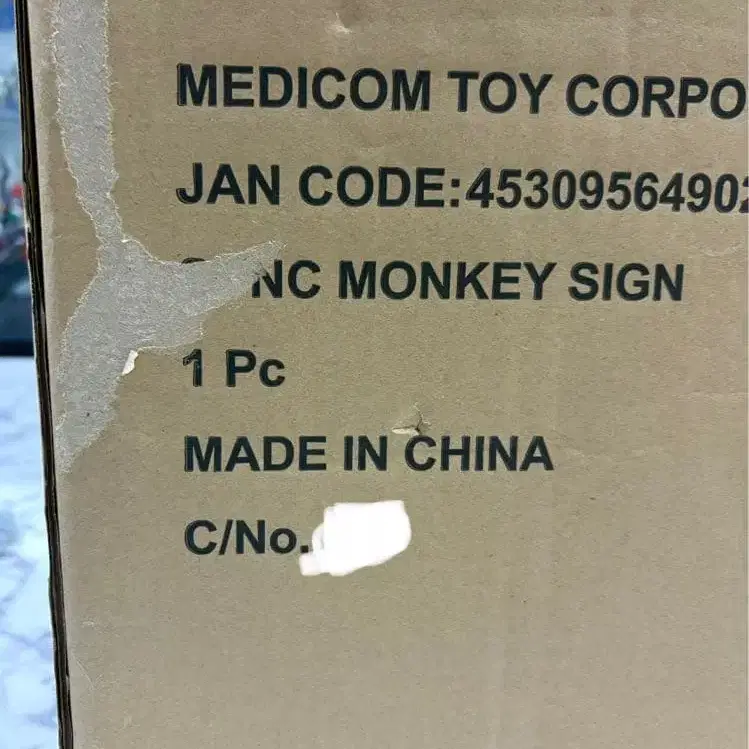 MEDICOM TOY CORPO
JAN CODE:45309564902
NC MONKEY SIGN
1 Pc
MADE IN CHINA
C/No.